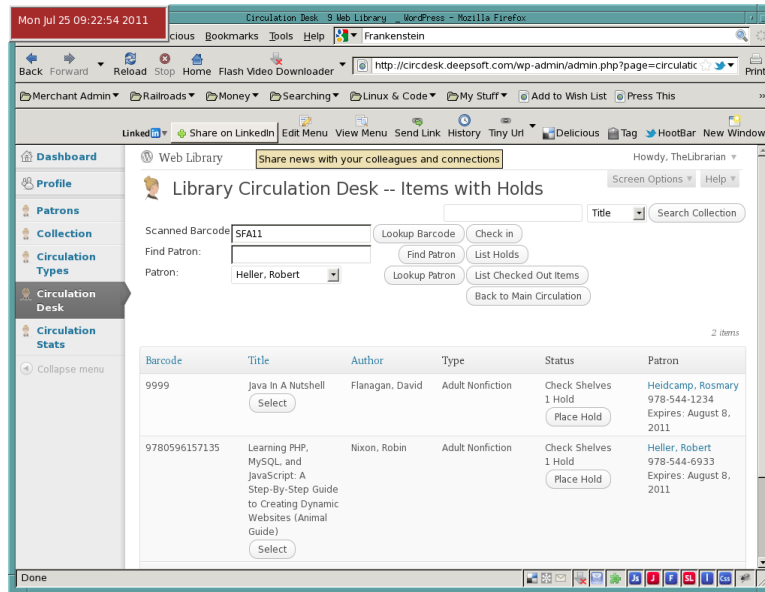 Mon Jul 25 09:22:54 2011
Circulation Desk 9 Web Library _ WordPress - Mozilla Firefox
cious Bookmarks Tools Help Frankenstein
Back Forward Reload Stop Home Flash Video Downloader http://circdesk.deepsoft.com/wp-admin/admin.php?page=circulatic Print
Merchant Admin Railroads Money Searching Linux & Code My Stuff Add to Wish List Press This »
Linked in Share on LinkedIn Edit Menu View Menu Send Link History Tiny Url Delicious Tag HootBar New Window
Dashboard
Profile
Patrons
Collection
Circulation
Types
Circulation
Desk
Circulation
Stats
Collapse menu
Web Library
Share news with your colleagues and connections
Howdy, TheLibrarian
Screen Options Help
Library Circulation Desk -- Items with Holds
Title Search Collection
Scanned Barcode SFA11 Lookup Barcode Check in
Find Patron: Find Patron List Holds
Patron: Heller, Robert Lookup Patron List Checked Out Items
Back to Main Circulation
2 items
Barcode Title Author Type Status Patron
9999 Java In A Nutshell Flanagan, David Adult Nonfiction Check Shelves Heidcamp, Rosmary
Select 1 Hold 978-544-1234
Place Hold Expires: August 8,
2011
9780596157135 Learning PHP, Nixon, Robin Adult Nonfiction Check Shelves Heller, Robert
MySQL, and 1 Hold 978-544-6933
JavaScript: A Place Hold Expires: August 8,
Step-By-Step Guide 2011
to Creating Dynamic
Websites (Animal
Guide)
Select
Done
Js J F SL I Css